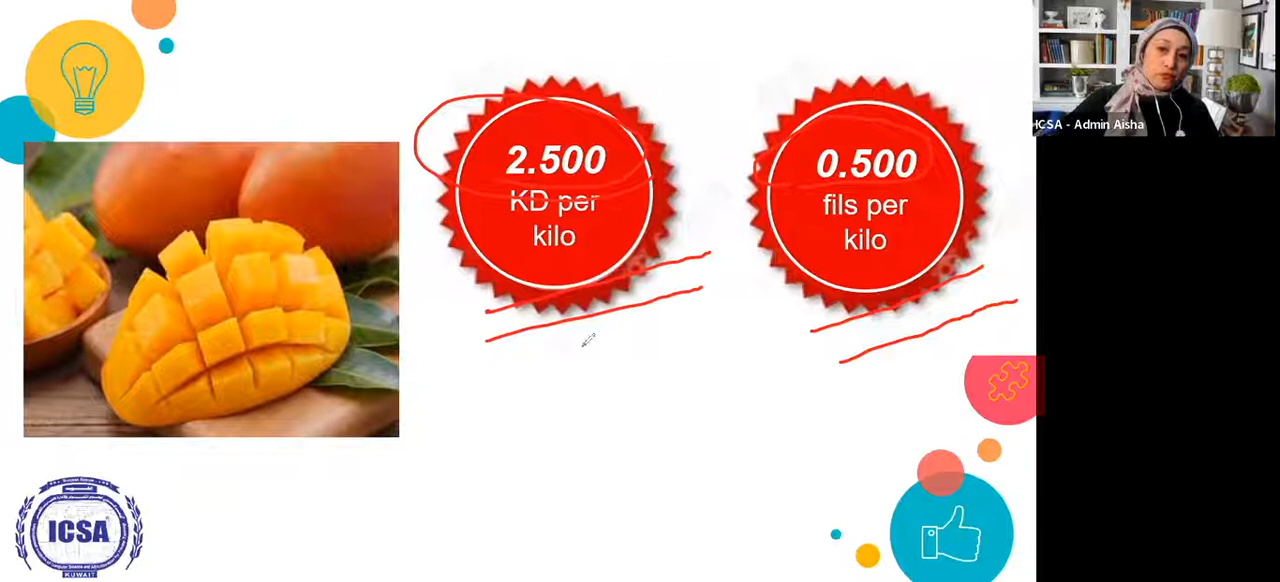 2.500
KD per
kilo
0.500
fils per
kilo
ICSA - Admin Aisha
ICSA
KUWAIT